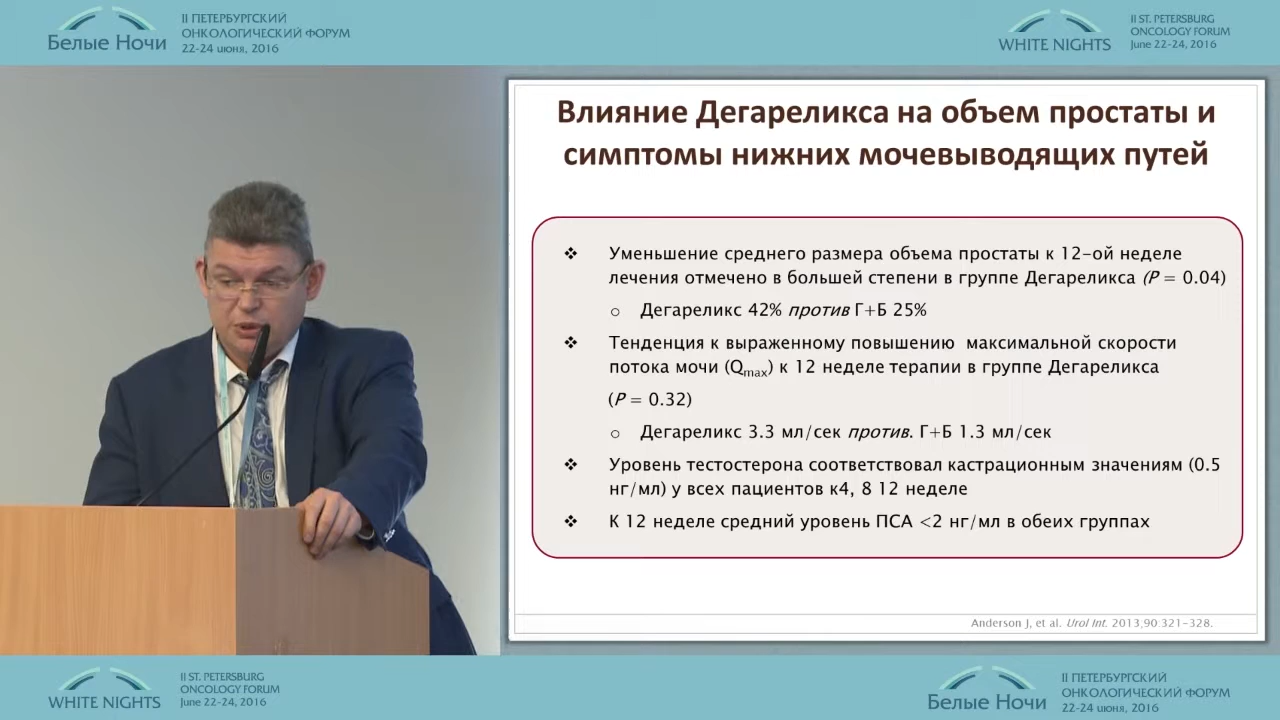 Белые Ночи
II ПЕТЕРБУРГСКИЙ
ОНКОЛОГИЧЕСКИЙ ФОРУМ
22-24 июня, 2016
WHITE NIGHTS
II ST. PETERSBURG
ONCOLOGY FORUM
June 22-24, 2016
Влияние Дегареликса на объем простаты и
симптомы нижних мочевыводящих путей
❖ Уменьшение среднего размера объема простаты к 12-ой неделе
лечения отмечено в большей степени в группе Дегареликса (P = 0.04)
o Дегареликс 42% против Г+Б 25%
❖ Тенденция к выраженному повышению максимальной скорости
потока мочи (Qmax) к 12 неделе терапии в группе Дегареликса
(P = 0.32)
o Дегареликс 3.3 мл/сек против. Г+Б 1.3 мл/сек
❖ Уровень тестостерона соответствовал кастрационным значениям (0.5
нг/мл) у всех пациентов к4, 8 12 неделе
❖ К 12 неделе средний уровень ПСА <2 нг/мл в обеих группах
Anderson J, et al. Urol Int. 2013,90:321-328.
WHITE NIGHTS
II ST. PETERSBURG
ONCOLOGY FORUM
June 22-24, 2016
Белые Ночи
II ПЕТЕРБУРГСКИЙ
ОНКОЛОГИЧЕСКИЙ ФОРУМ
22-24 июня, 2016